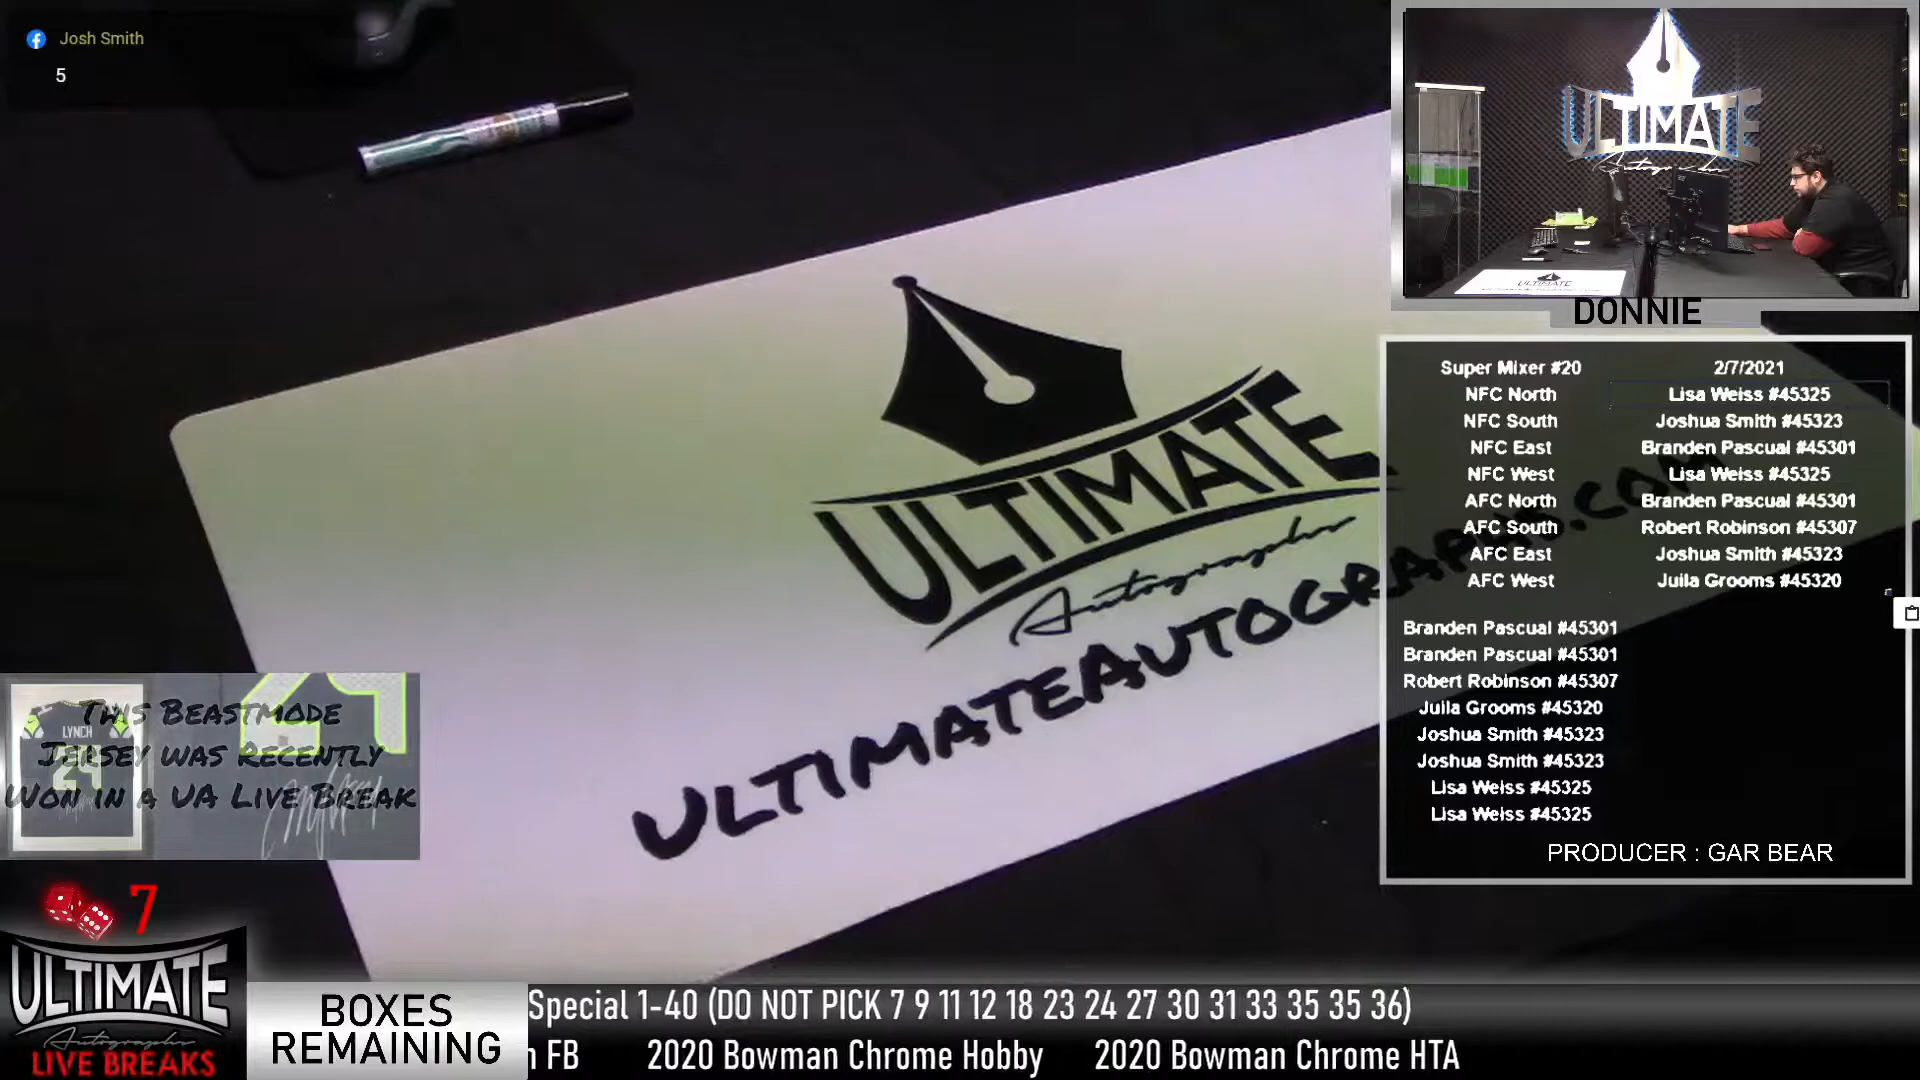 Josh Smith
5
ULTIMATE
Autographs
ULTIMATEAUTOGRAPHS.COM
ULTIMATE
Autographs
ULTIMATE
DONNIE
Super Mixer #20 2/7/2021
NFC North Lisa Weiss #45325
NFC South Joshua Smith #45323
NFC East Branden Pascual #45301
NFC West Lisa Weiss #45325
AFC North Branden Pascual #45301
AFC South Robert Robinson #45307
AFC East Joshua Smith #45323
AFC West Juila Grooms #45320
Branden Pascual #45301
Branden Pascual #45301
Robert Robinson #45307
Juila Grooms #45320
Joshua Smith #45323
Joshua Smith #45323
Lisa Weiss #45325
Lisa Weiss #45325
PRODUCER : GAR BEAR
This Beastmode
Jersey was Recently
Won in a UA Live Break
LYNCH
24
24
7
ULTIMATE
Autographs
LIVE BREAKS
BOXES
REMAINING
Special 1-40 (DO NOT PICK 7 9 11 12 18 23 24 27 30 31 33 35 35 36)
FB 2020 Bowman Chrome Hobby 2020 Bowman Chrome HTA